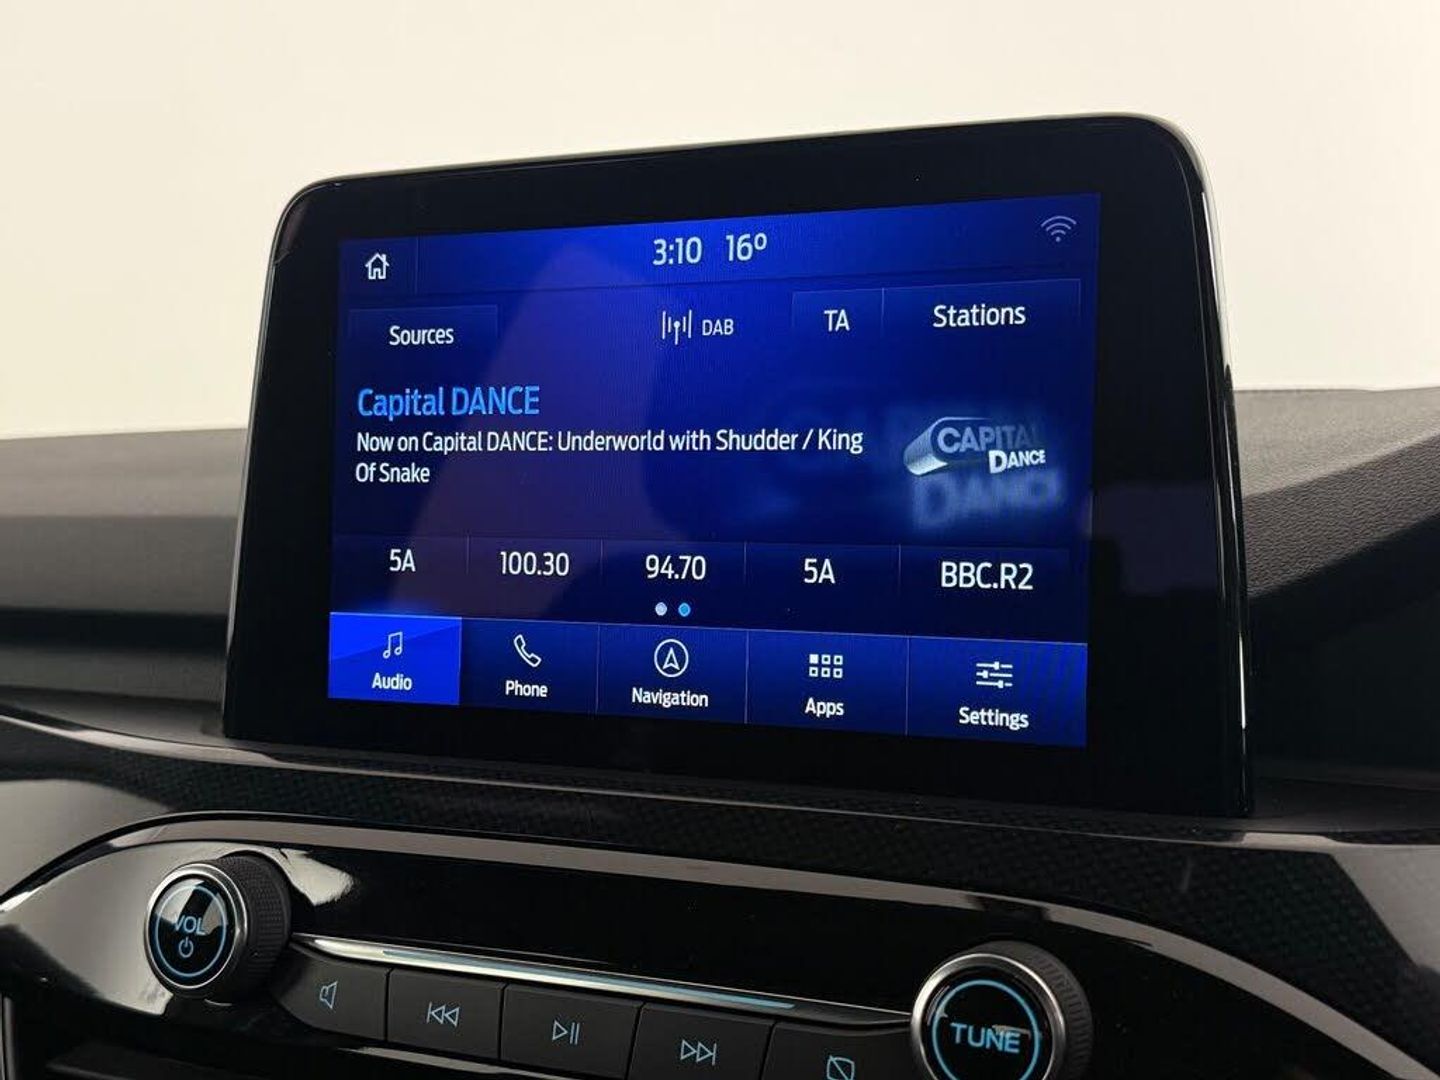 3:10 16º
Sources
DAB
TA
Stations
Capital DANCE
Now on Capital DANCE: Underworld with Shudder / King
Of Snake
CAPITAL
DANCE
5A
100.30
94.70
5A
BBC.R2
Audio
Phone
Navigation
Apps
Settings
VOL
TUNE